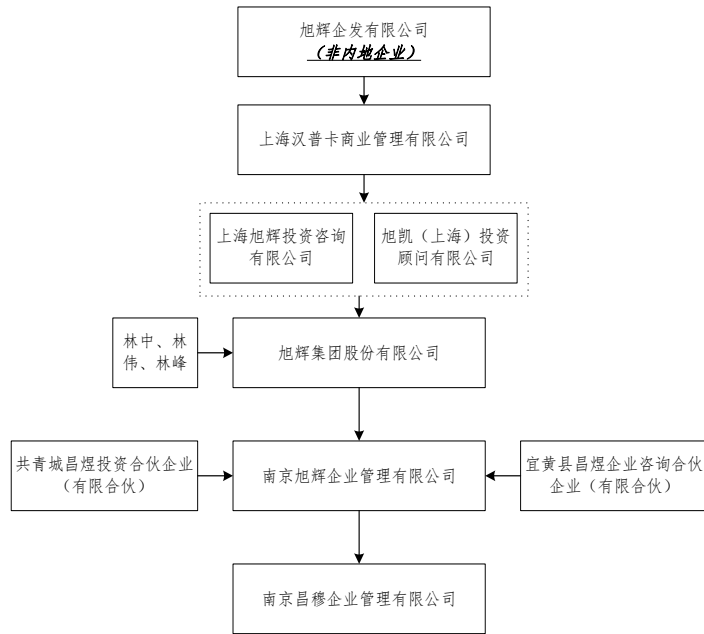 旭辉企发有限公司
（非内地企业）
上海汉普卡商业管理有限公司
上海旭辉投资咨询
有限公司
旭凯（上海）投资
顾问有限公司
林中、林
伟、林峰
旭辉集团股份有限公司
共青城昌煜投资合伙企业
（有限合伙）
南京旭辉企业管理有限公司
宜黄县昌煜企业咨询合伙
企业（有限合伙）
南京昌穆企业管理有限公司